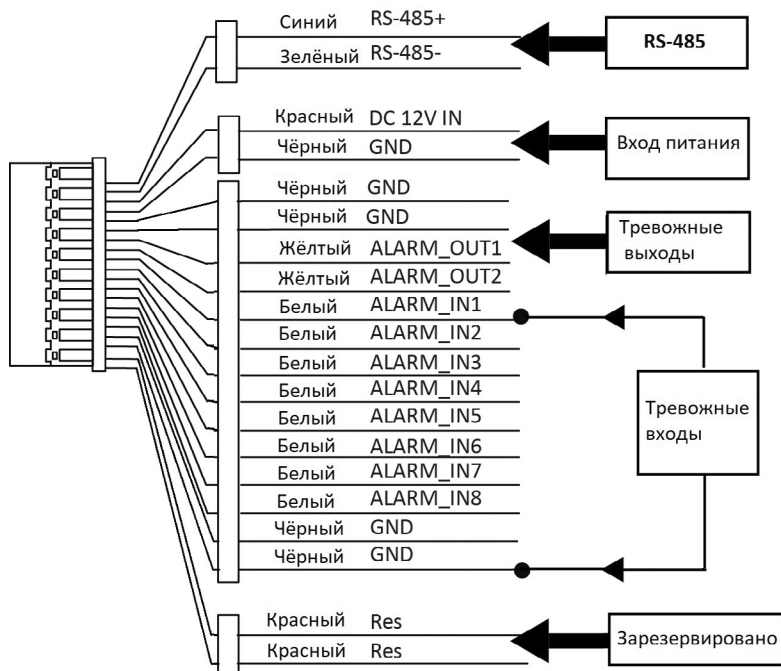 Синий RS-485+
Зелёный RS-485-
RS-485
Красный DC 12V IN
Чёрный GND
Вход питания
Чёрный GND
Чёрный GND
Жёлтый ALARM_OUT1
Жёлтый ALARM_OUT2
Тревожные
выходы
Белый ALARM_IN1
Белый ALARM_IN2
Белый ALARM_IN3
Белый ALARM_IN4
Белый ALARM_IN5
Белый ALARM_IN6
Белый ALARM_IN7
Белый ALARM_IN8
Чёрный GND
Чёрный GND
Тревожные
входы
Красный Res
Красный Res
Зарезервировано